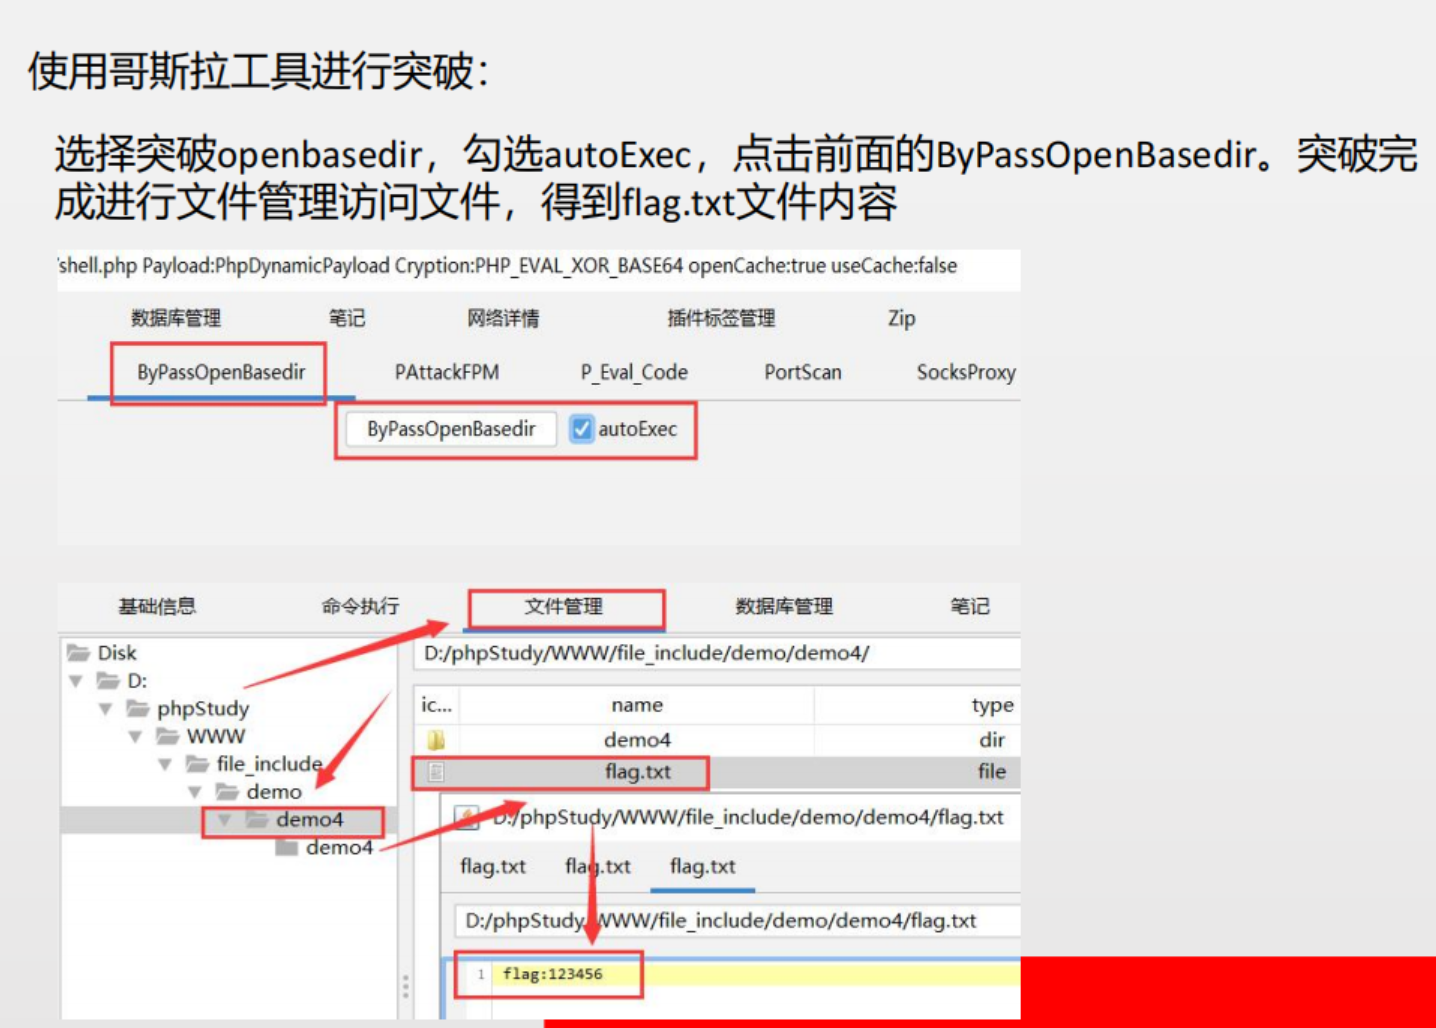 使用哥斯拉工具进行突破：
选择突破openbasedir，勾选autoExec，点击前面的ByPassOpenBasedir。突破完
成进行文件管理访问文件，得到flag.txt文件内容
shell.php Payload:PhpDynamicPayload Cryption:PHP_EVAL_XOR_BASE64 openCache:true useCache:false
数据库管理 笔记 网络详情 插件标签管理 Zip
ByPassOpenBasedir PAttackFPM P_Eval_Code PortScan SocksProxy
ByPassOpenBasedir autoExec
基础信息 命令执行 文件管理 数据库管理 笔记
Disk
D:
phpStudy
WWW
file_include
demo
demo4
demo4
D:/phpStudy/WWW/file_include/demo/demo4/
ic... name type
demo4 dir
flag.txt file
D:/phpStudy/WWW/file_include/demo/demo4/flag.txt
flag.txt flag.txt flag.txt
D:/phpStudy/WWW/file_include/demo/demo4/flag.txt
1 flag:123456